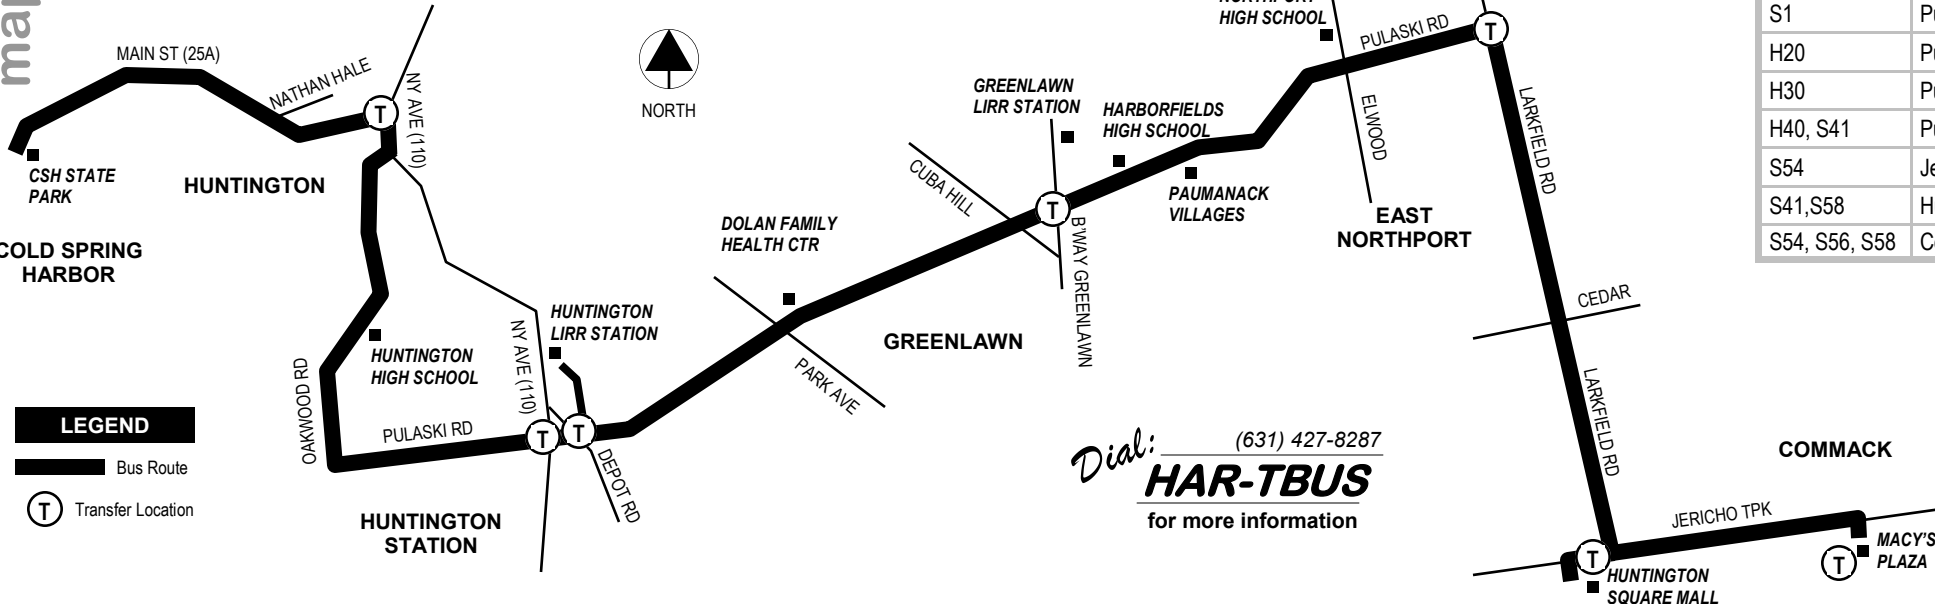 map
MAIN ST (25A)
NATHAN HALE
NY AVE (110)
CSH STATE
PARK
HUNTINGTON
COLD SPRING
HARBOR
NORTH
HUNTINGTON
HIGH SCHOOL
OAKWOOD RD
PULASKI RD
NY AVE (110)
HUNTINGTON
LIRR STATION
T
T
T
DEPOT RD
HUNTINGTON
STATION
LEGEND
Bus Route
T
Transfer Location
DOLAN FAMILY
HEALTH CTR
PARK AVE
GREENLAWN
CUBA HILL
GREENLAWN
LIRR STATION
T
B'WAY GREENLAWN
HARBORFIELDS
HIGH SCHOOL
PAUMANACK
VILLAGES
HIGH SCHOOL
PULASKI RD
T
ELWOOD
EAST
NORTHPORT
LARKFIELD RD
CEDAR
LARKFIELD RD
Dial:
(631) 427-8287
HAR-TBUS
for more information
COMMACK
JERICHO TPK
T
HUNTINGTON
SQUARE MALL
T
MACY'S
PLAZA
S1
H20
H30
H40, S41
S54
S41,S58
S54, S56, S58